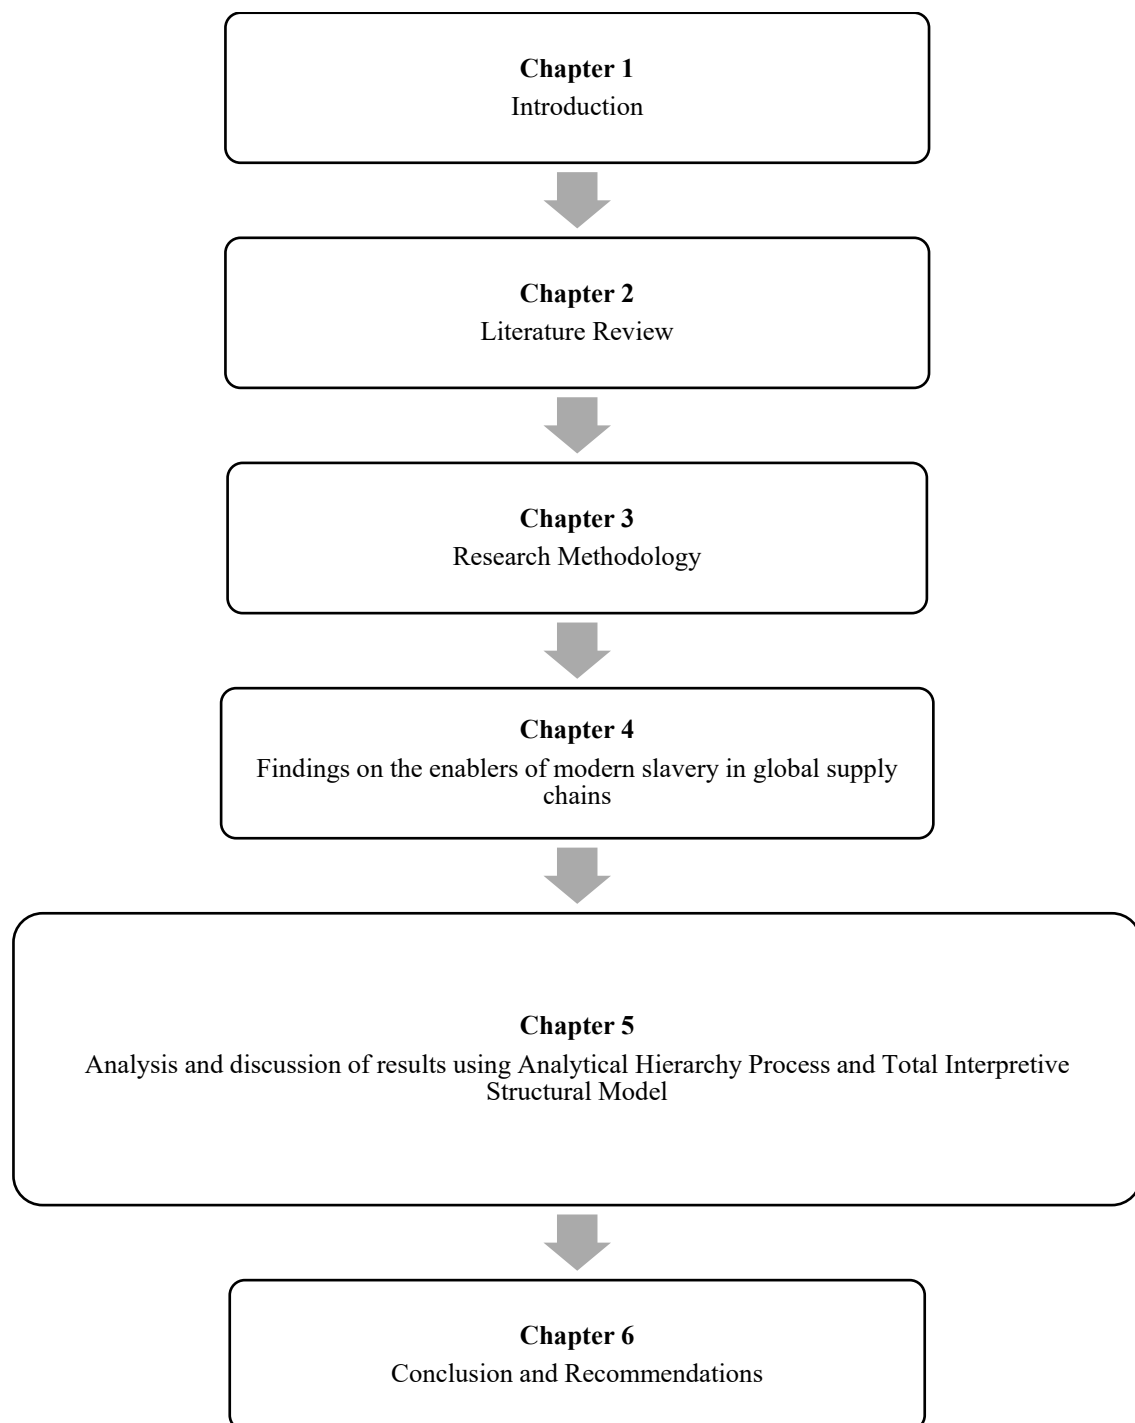 Chapter 1
Introduction
Chapter 2
Literature Review
Chapter 3
Research Methodology
Chapter 4
Findings on the enablers of modern slavery in global supply
chains
Chapter 5
Analysis and discussion of results using Analytical Hierarchy Process and Total Interpretive
Structural Model
Chapter 6
Conclusion and Recommendations